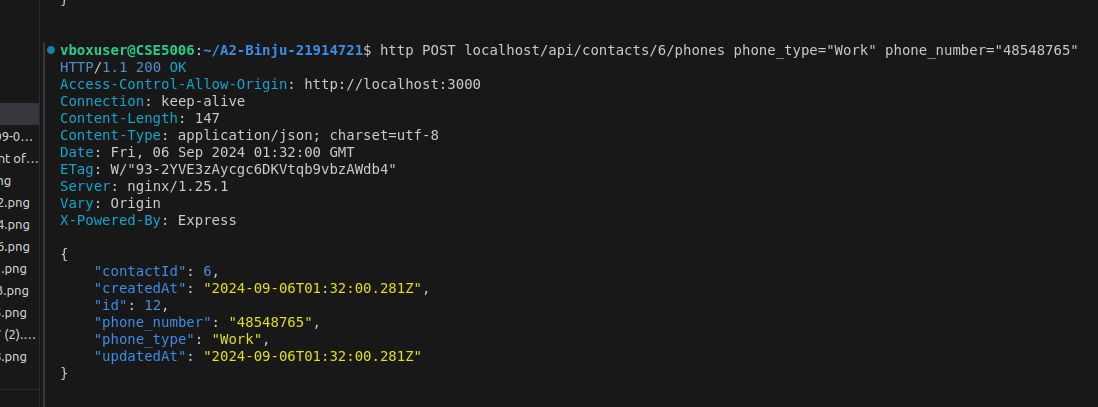 }
vboxuser@CSE5006:~/A2-Binju-21914721$ http POST localhost/api/contacts/6/phones phone_type="Work" phone_number="48548765"
HTTP/1.1 200 OK
Access-Control-Allow-Origin: http://localhost:3000
Connection: keep-alive
Content-Length: 147
Content-Type: application/json; charset=utf-8
Date: Fri, 06 Sep 2024 01:32:00 GMT
ETag: W/"93-2YVE3zAycgc6DKVtqb9vbzAWdb4"
Server: nginx/1.25.1
Vary: Origin
X-Powered-By: Express
{
"contactId": 6,
"createdAt": "2024-09-06T01:32:00.281Z",
"id": 12,
"phone_number": "48548765",
"phone_type": "Work",
"updatedAt": "2024-09-06T01:32:00.281Z"
}
09-0...
nt of...
ng
2.png
4.png
6.png
.png
3.png
.png
(2)....
.png